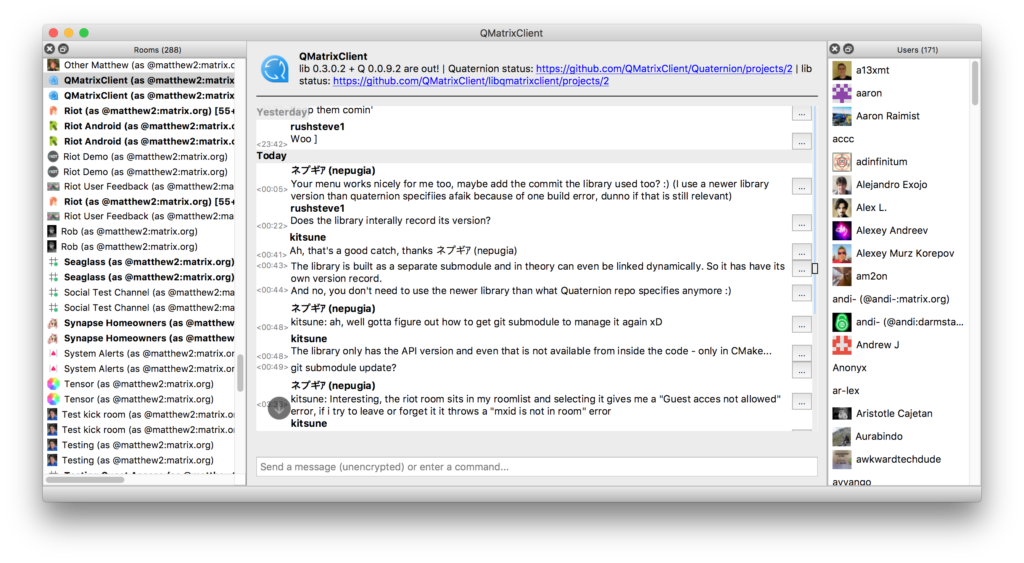 QMatrixClient
Rooms (288)
Other Matthew (as @matthew2:matrix.
QMatrixClient (as @matthew2:matrix
QMatrixClient (as @matthew2:matrix
Riot (as @matthew2:matrix.org) [55+
Riot Android (as @matthew2:matrix.o
Riot Android (as @matthew2:matrix.o
Riot Demo (as @matthew2:matrix.org)
Riot Demo (as @matthew2:matrix.org)
Riot User Feedback (as @matthew2:m
Riot (as @matthew2:matrix.org) [55+
Riot User Feedback (as @matthew2:m
Rob (as @matthew2:matrix.org)
Rob (as @matthew2:matrix.org)
Seaglass (as @matthew2:matrix.org)
Seaglass (as @matthew2:matrix.org)
Social Test Channel (as @matthew2:ma
Social Test Channel (as @matthew2:ma
Synapse Homeowners (as @matthew
Synapse Homeowners (as @matthew
System Alerts (as @matthew2:matrix.or
System Alerts (as @matthew2:matrix.or
Tensor (as @matthew2:matrix.org)
Tensor (as @matthew2:matrix.org)
Test kick room (as @matthew2:matrix.o
Test kick room (as @matthew2:matrix.o
Testing (as @matthew2:matrix.org)
Testing (as @matthew2:matrix.org)
QMatrixClient
lib 0.3.0.2 + Q 0.0.9.2 are out! | Quaternion status: https://github.com/QMatrixClient/Quaternion/projects/2 | lib
status: https://github.com/QMatrixClient/libqmatrixclient/projects/2
Yesterday
p them comin'
...
rushsteve1
<23:42> Woo ]
...
Today
ネプギア (nepugia)
<00:05> Your menu works nicely for me too, maybe add the commit the library used too? :) (I use a newer library
version than quaternion specifiies afaik because of one build error, dunno if that is still relevant)
...
rushsteve1
<00:22> Does the library interally record its version?
...
kitsune
<00:41> Ah, that's a good catch, thanks ネプギア (nepugia)
...
<00:43> The library is built as a separate submodule and in theory can even be linked dynamically. So it has have its
own version record.
...
<00:44> And no, you don't need to use the newer library than what Quaternion repo specifies anymore :)
...
ネプギア (nepugia)
<00:48> kitsune: ah, well gotta figure out how to get git submodule to manage it again xD
...
kitsune
<00:48> The library only has the API version and even that is not available from inside the code - only in CMake...
...
<00:49> git submodule update?
...
ネプギア (nepugia)
kitsune: Interesting, the riot room sits in my roomlist and selecting it gives me a "Guest acces not allowed"
error, if i try to leave or forget it it throws a "mxid is not in room" error
...
kitsune
Send a message (unencrypted) or enter a command...
Users (171)
a13xmt
aaron
Aaron Raimist
accc
adinfinitum
Alejandro Exojo
Alex L.
Alexey Andreev
Alexey Murz Korepov
am2on
andi- (@andi-:matrix.org)
andi- (@andi:darmsta...
Andrew J
Anonyx
ar-lex
Aristotle Cajetan
Aurabindo
awkwardtechdude
ayyango